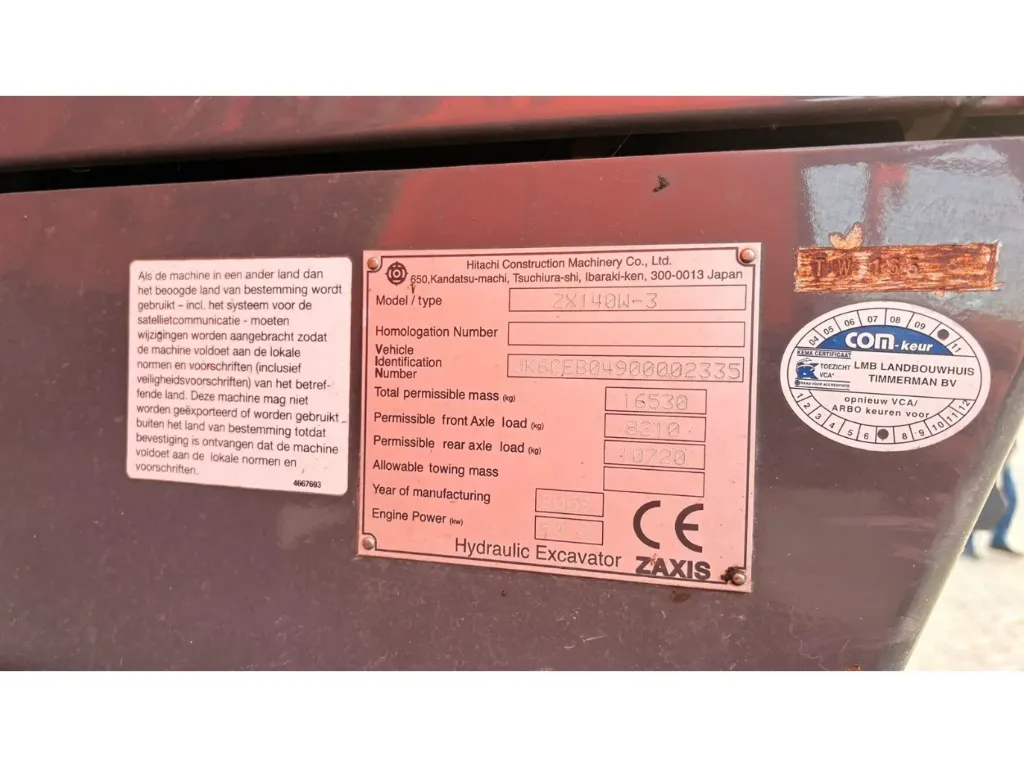 Als de machine in een ander land dan
het beoogde land van bestemming wordt
gebruikt - incl. het systeem voor de
satellietcommunicatie - moeten
wijzigingen worden aangebracht zodat
de machine voldoet aan de lokale
normen en voorschriften (inclusief
veiligheidsvoorschriften) van het betref-
fende land. Deze machine mag niet
worden geëxporteerd of worden gebruikt
buiten het land van bestemming totdat
bevestiging is ontvangen dat de machine
voldoet aan de lokale normen en
voorschriften.
4667693
Hitachi Construction Machinery Co., Ltd.
650,Kandatsu-machi, Tsuchiura-shi, Ibaraki-ken, 300-0013 Japan
Model / type ZX140W-3
Homologation Number
Vehicle
Identification
Number
Total permissible mass (kg) 16530
Permissible front Axle load (kg) 8210
Permissible rear axle load (kg) 10720
Allowable towing mass
Year of manufacturing
Engine Power (kw)
Hydraulic Excavator
CE
ZAXIS
TW 155
04 05 06 07 08 09 11
COM-keur
KEMA CERTIFICAAT
TOEZICHT
VCA*
LMB LANDBOUWHUIS
TIMMERMAN BV
opnieuw VCA/
ARBO keuren voor
1 2 3 4 5 6 8 9 10 11 12